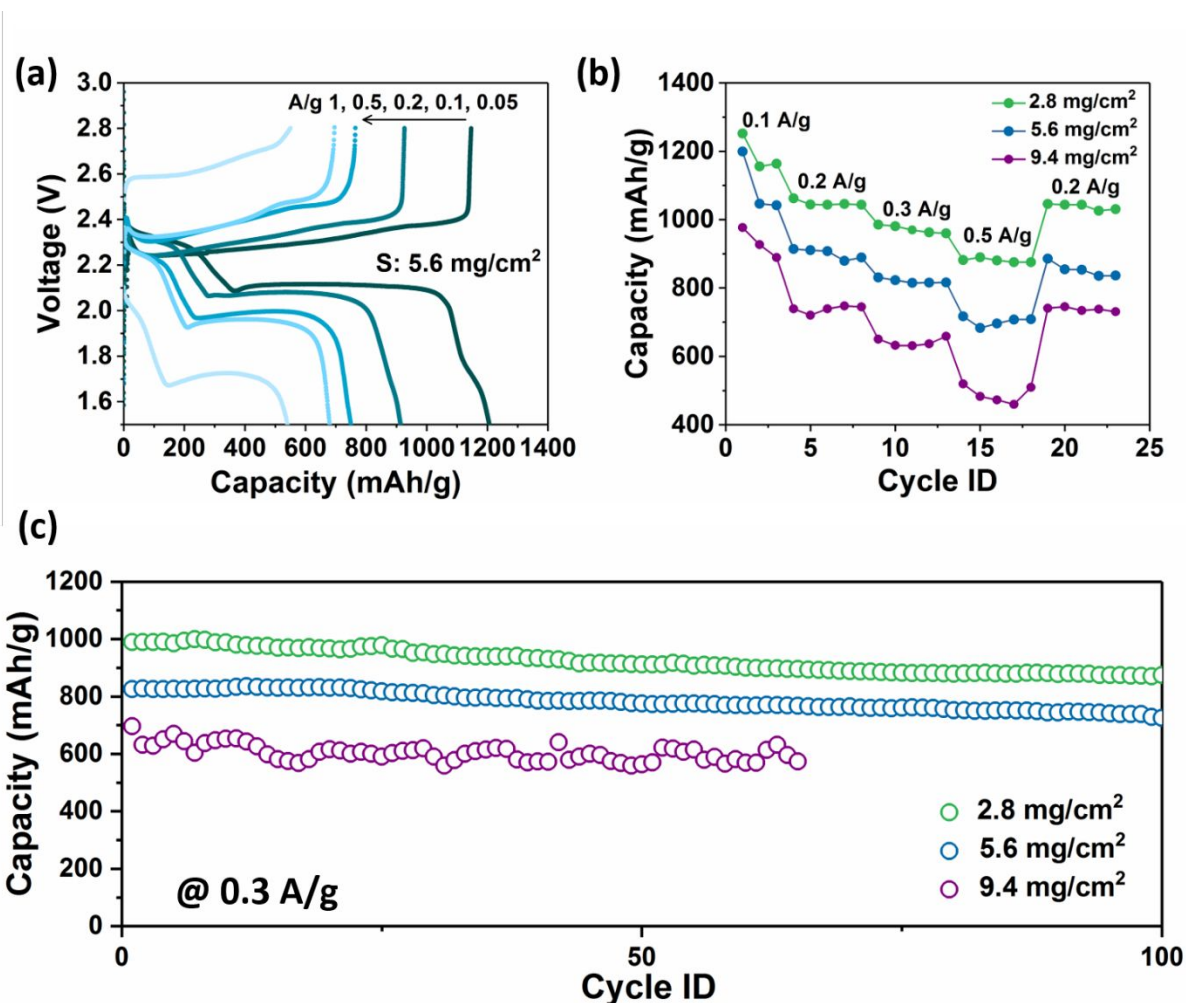 (a)
Voltage (V)
3.0
2.8
2.6
2.4
2.2
2.0
1.8
1.6
A/g 1, 0.5, 0.2, 0.1, 0.05
S: 5.6 mg/cm²
0 200 400 600 800 1000 1200 1400
Capacity (mAh/g)
(b)
Capacity (mAh/g)
1400
1200
1000
800
600
400
2.8 mg/cm²
5.6 mg/cm²
9.4 mg/cm²
0.1 A/g
0.2 A/g
0.3 A/g
0.5 A/g
0.2 A/g
0 5 10 15 20 25
Cycle ID
(c)
Capacity (mAh/g)
1200
1000
800
600
400
200
0
2.8 mg/cm²
5.6 mg/cm²
9.4 mg/cm²
@ 0.3 A/g
0 50 100
Cycle ID